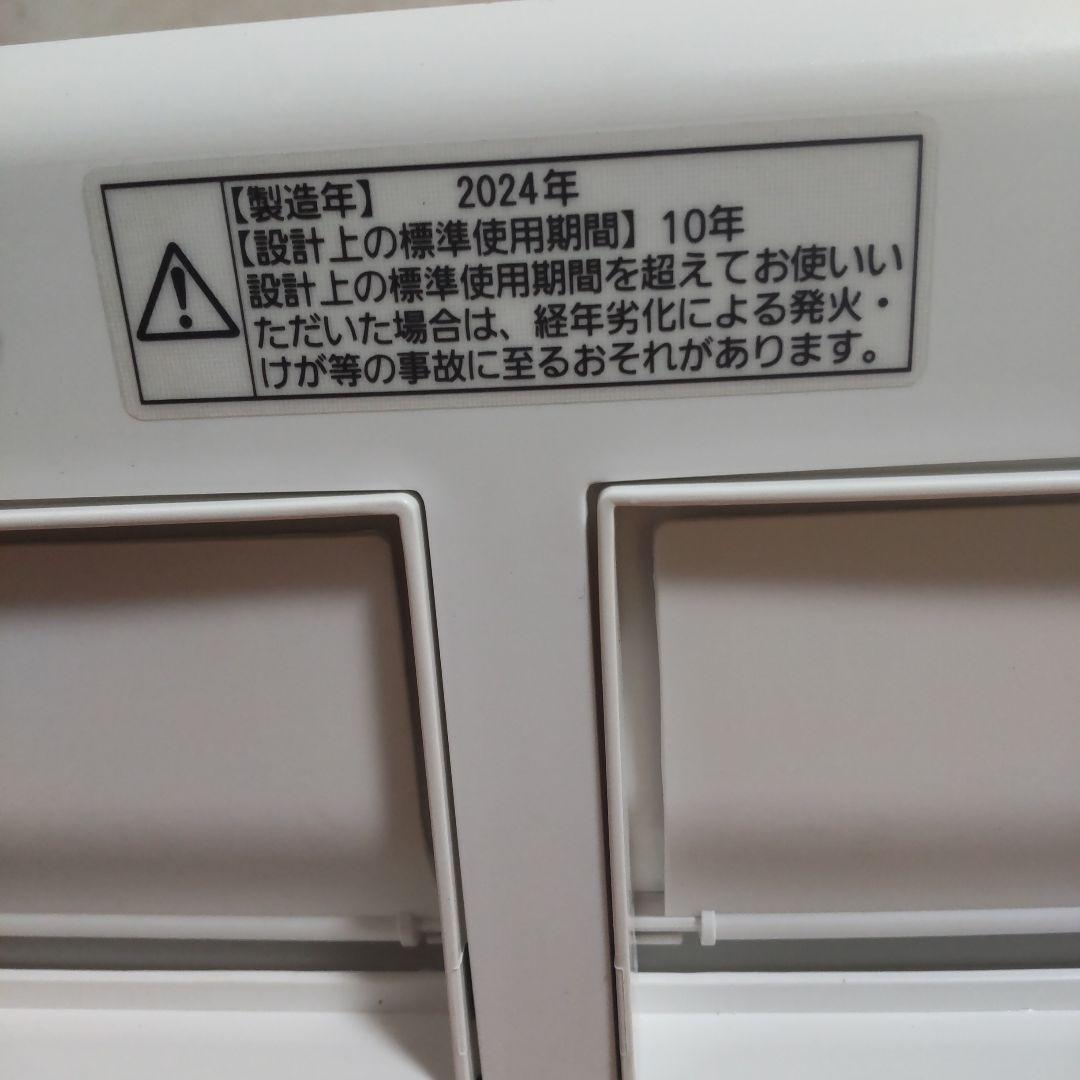 【製造年】 2024年
【設計上の標準使用期間】 10年
設計上の標準使用期間を超えてお使いい
ただいた場合は、経年劣化による発火・
けが等の事故に至るおそれがあります。